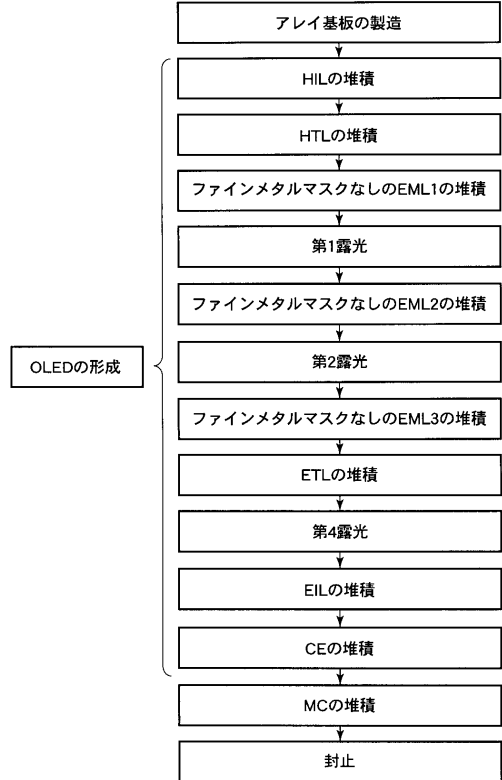 アレイ基板の製造
HILの堆積
HTLの堆積
ファインメタルマスクなしのEML1の堆積
第1露光
ファインメタルマスクなしのEML2の堆積
OLEDの形成
第2露光
ファインメタルマスクなしのEML3の堆積
ETLの堆積
第4露光
EILの堆積
CEの堆積
MCの堆積
封止